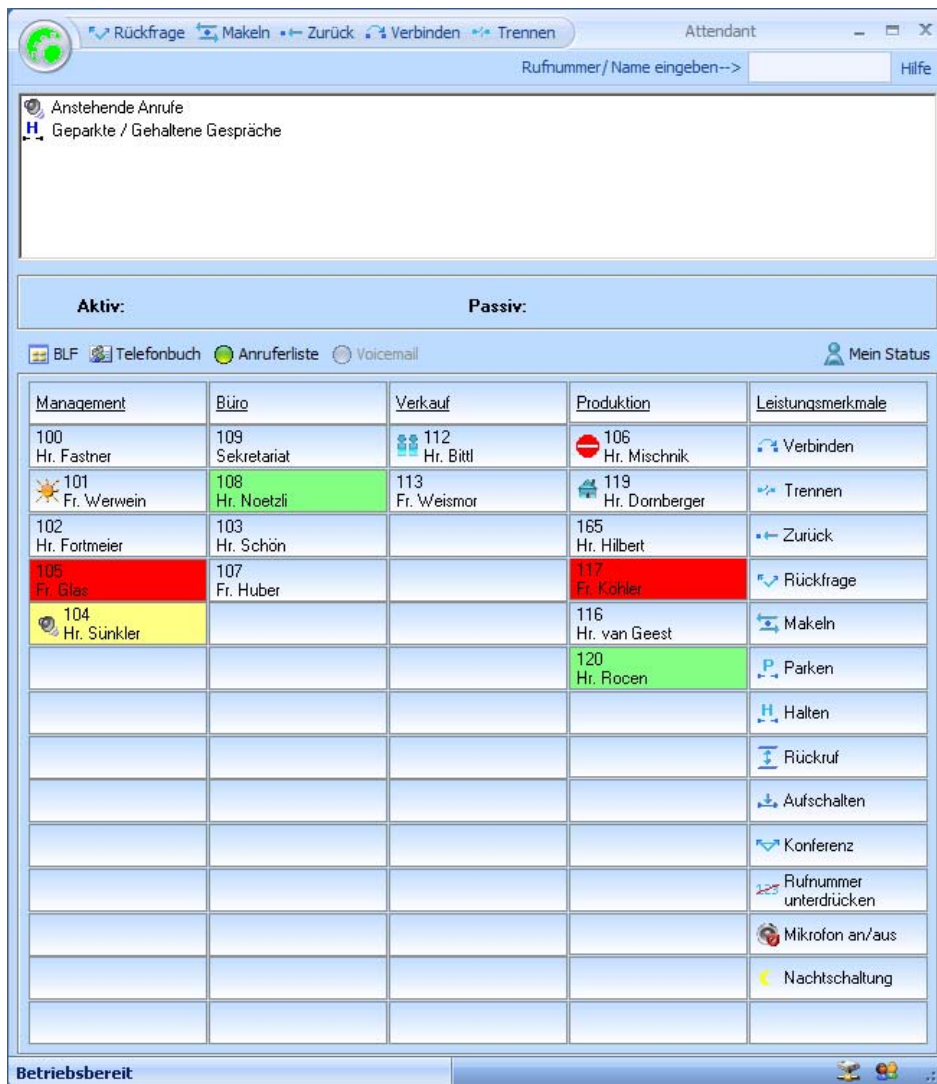 Rückfrage Makeln Zurück Verbinden Trennen Attendant
Rufnummer/Name eingeben--> Hilfe
Anstehende Anrufe
H Geparkte / Gehaltene Gespräche
Aktiv: Passiv:
BLF Telefonbuch Anruferliste Voicemail Mein Status
Management Büro Verkauf Produktion Leistungsmerkmale
100 109 112 106
Hr. Fastner Sekretariat Hr. Bittl Hr. Mischnik Verbinden
101 108 113 119
Fr. Werwein Hr. Noetzli Fr. Weismor Hr. Dornberger Trennen
102 103 165
Hr. Fortmeier Hr. Schön Hr. Hilbert Zurück
105 107 117
Fr. Glas Fr. Huber Fr. Köhler Rückfrage
104 116
Hr. Sünkler Hr. van Geest Makeln
120
Hr. Rocen P Parken
H Halten
Rückruf
Aufschalten
Konferenz
123 Rufnummer
unterdrücken
Mikrofon an/aus
Nachtschaltung
Betriebsbereit